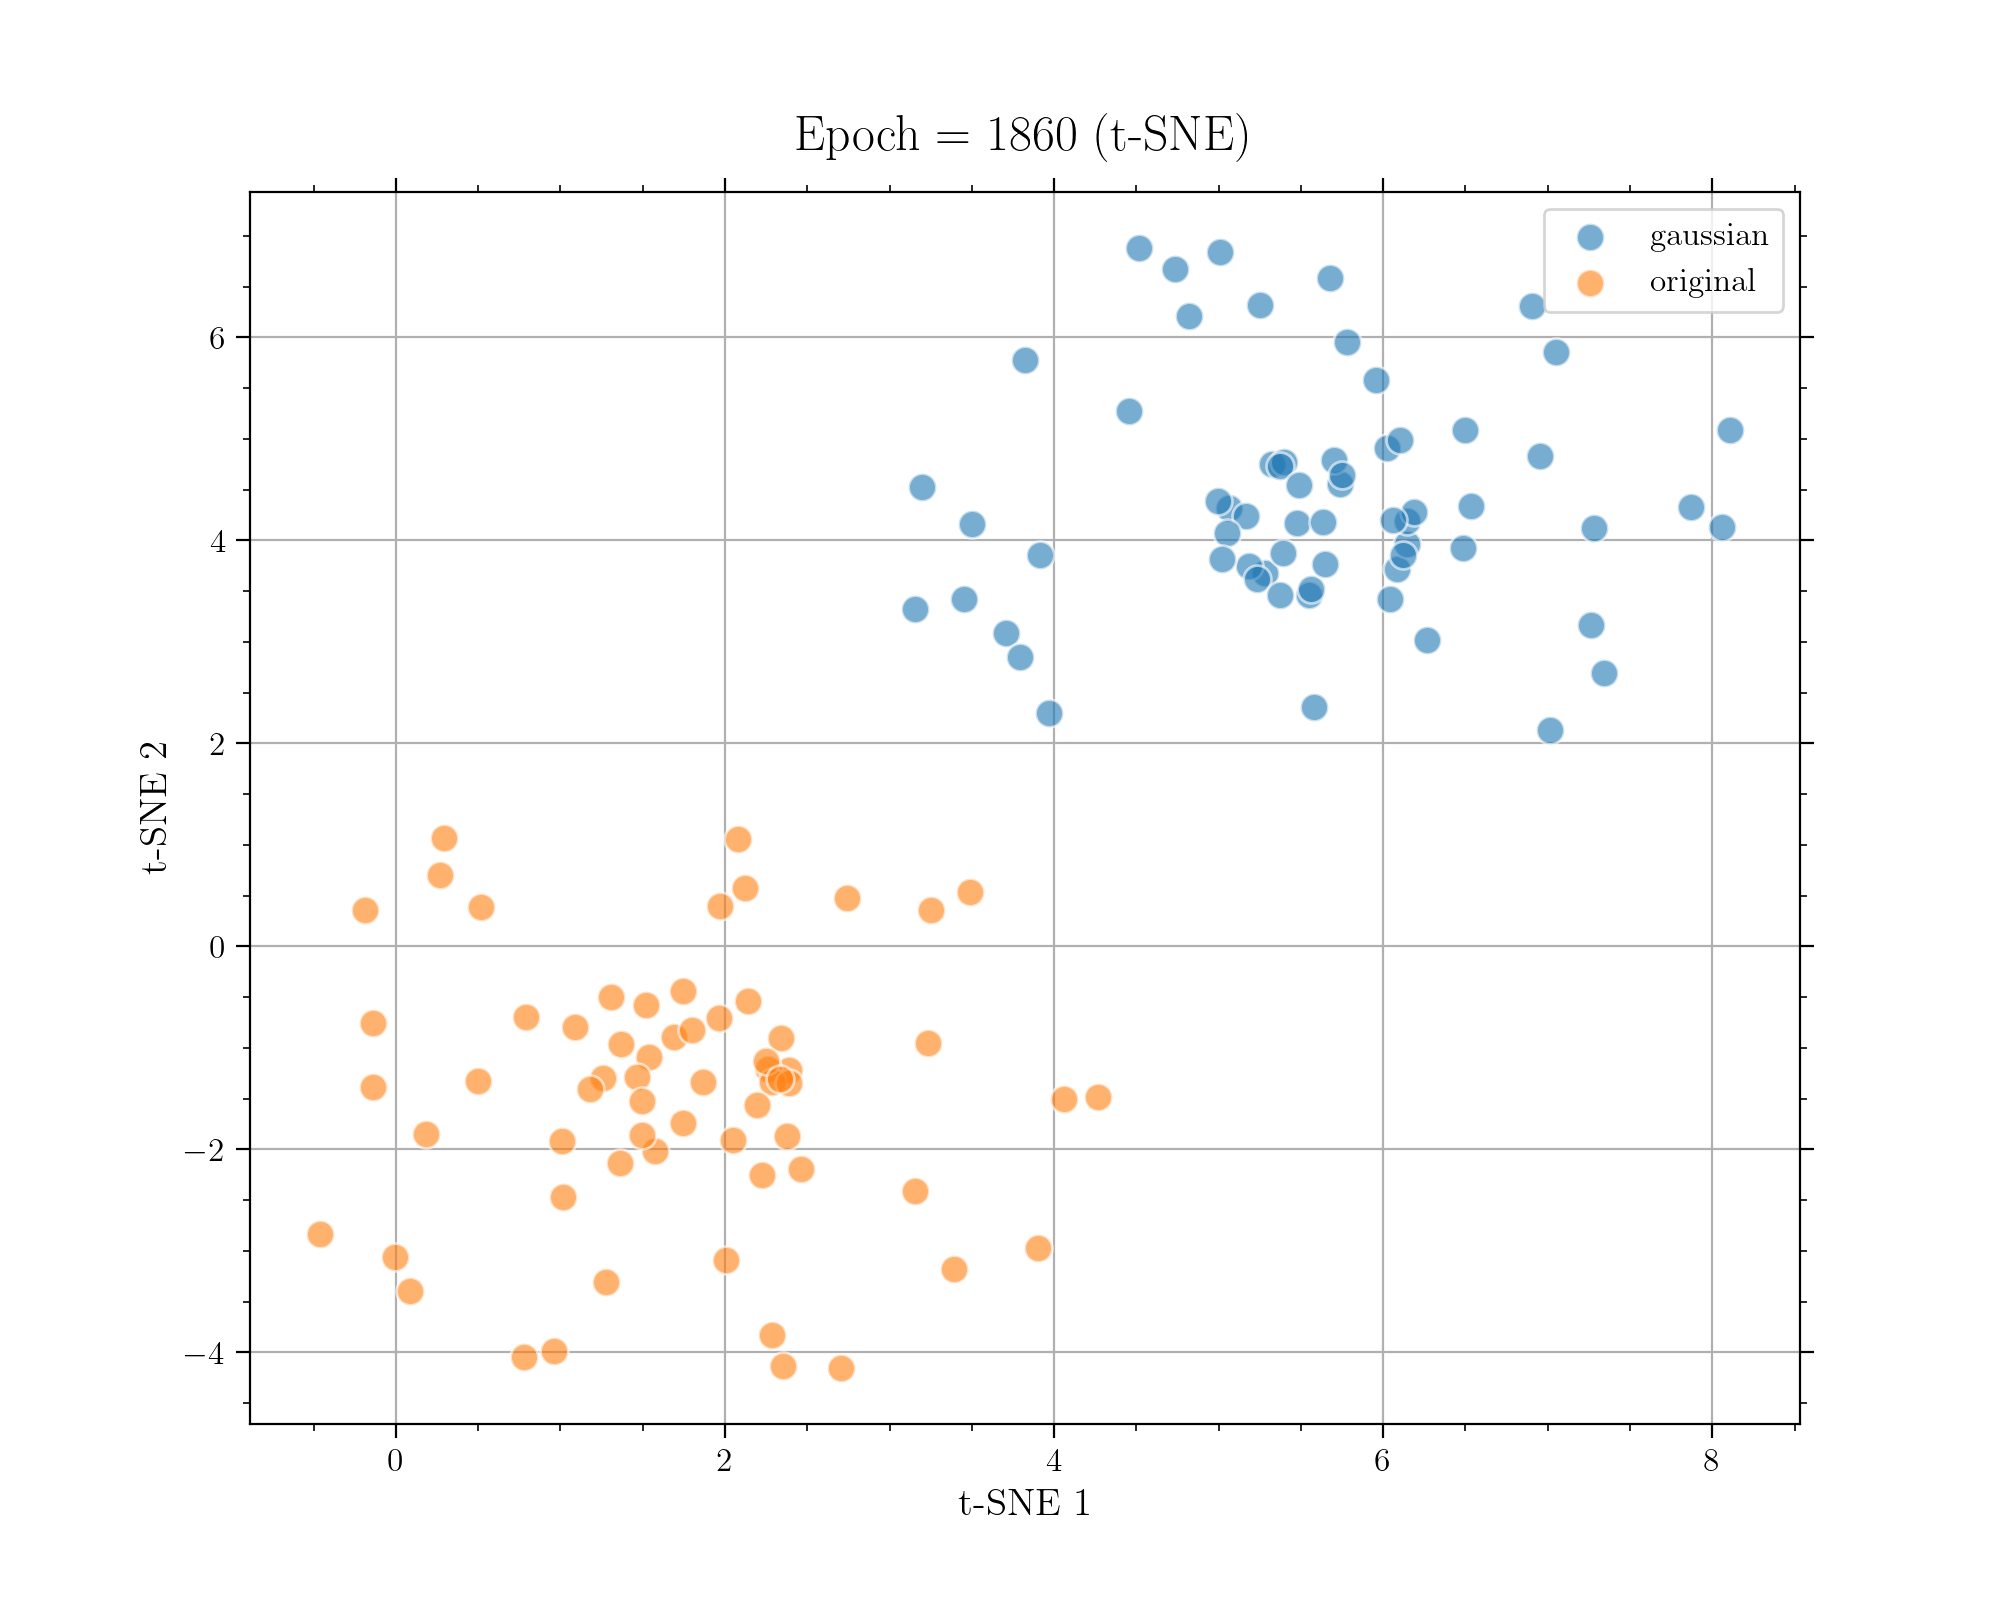 Epoch = 1860 (t-SNE)
gaussian
original
6
4
2
0
−2
−4
t-SNE 2
0 2 4 6 8
t-SNE 1